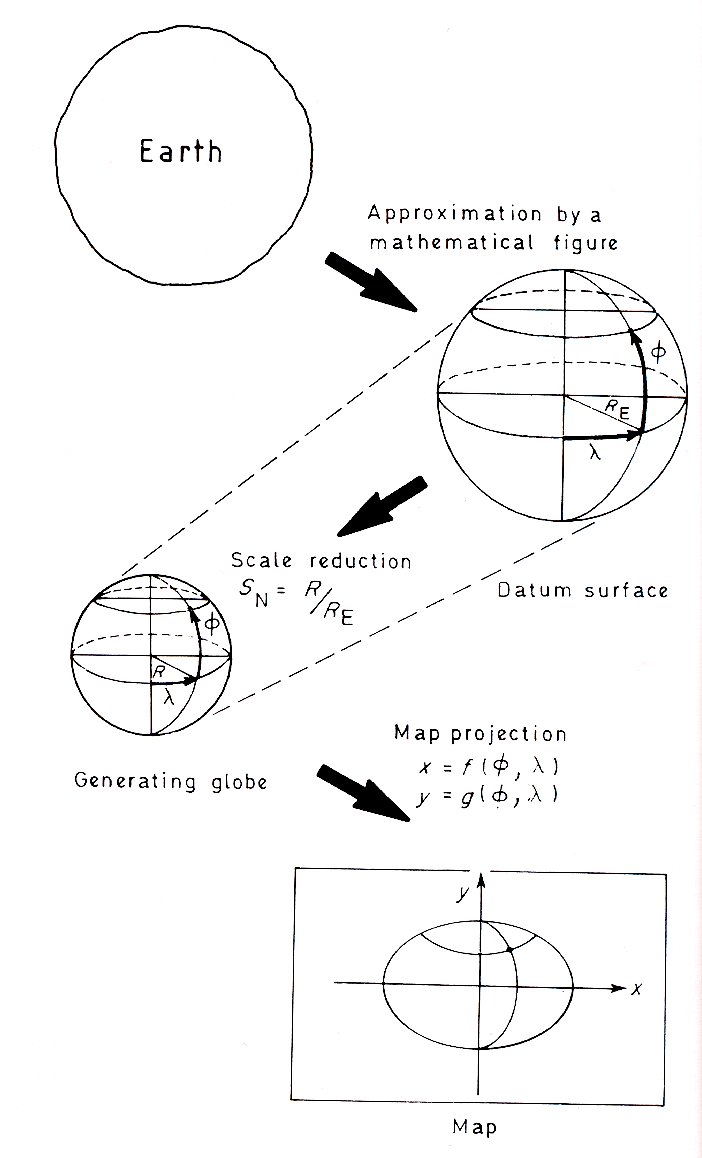 Earth
Approximation by a
mathematical figure
ϕ
R_E
λ
Scale reduction
S_N = R/R_E
Datum surface
ϕ
R
λ
Generating globe
Map projection
x = f(ϕ, λ)
y = g(ϕ, λ)
y
x
Map